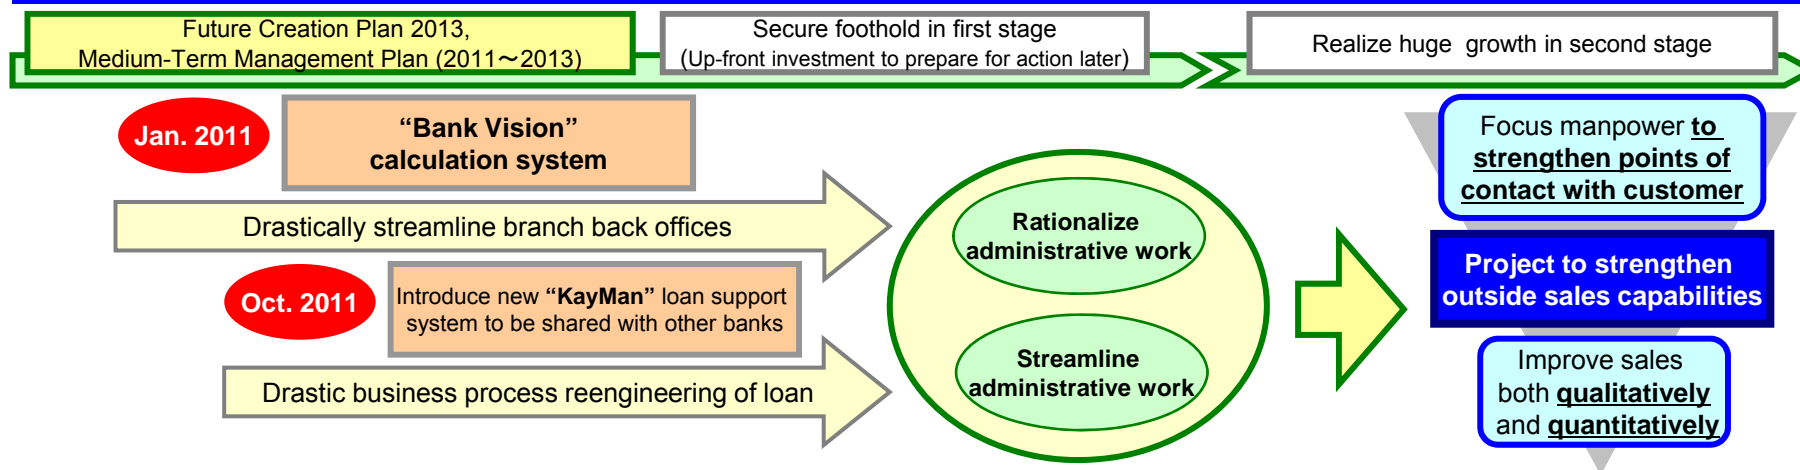 Future Creation Plan 2013,
Medium-Term Management Plan (2011～2013)
Secure foothold in first stage
(Up-front investment to prepare for action later)
Realize huge growth in second stage
Jan. 2011
“Bank Vision”
calculation system
Drastically streamline branch back offices
Oct. 2011
Introduce new “KayMan” loan support
system to be shared with other banks
Drastic business process reengineering of loan
Rationalize
administrative work
Streamline
administrative work
Focus manpower to
strengthen points of
contact with customer
Project to strengthen
outside sales capabilities
Improve sales
both qualitatively
and quantitatively